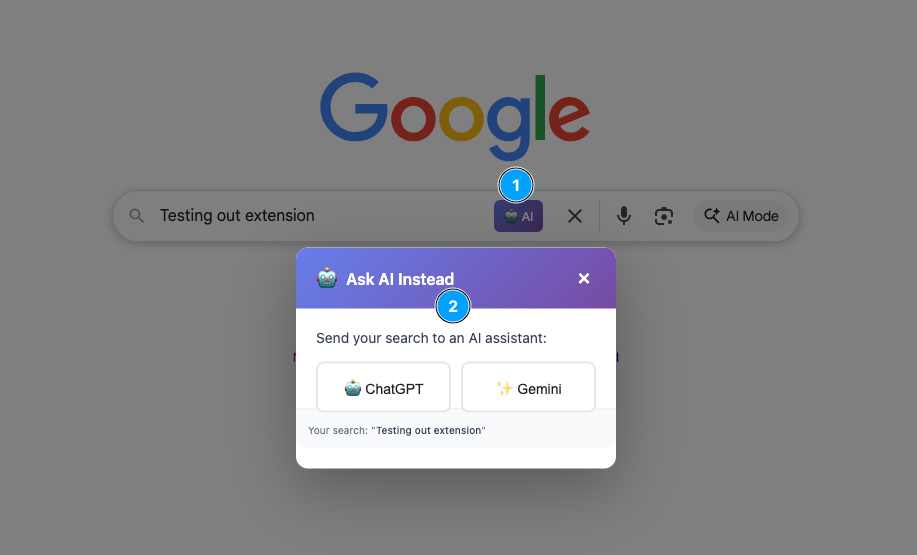 Google
1
Testing out extension
AI
AI Mode
Ask AI Instead
2
Send your search to an AI assistant:
ChatGPT
Gemini
Your search: "Testing out extension"